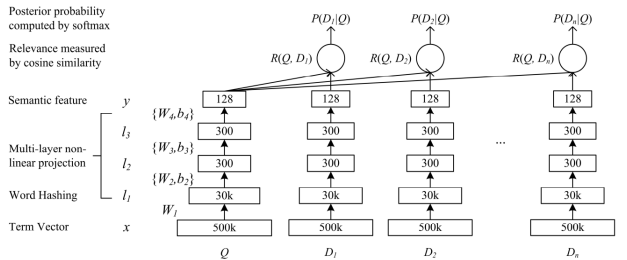 Posterior probability
computed by softmax
P(D1|Q) P(D2|Q) P(Dn|Q)
Relevance measured
by cosine similarity
R(Q, D1) R(Q, D2) R(Q, Dn)
Semantic feature y 128 128 128 128
{W4,b4}
l3 300 300 300 300
Multi-layer non-
linear projection
{W3,b3}
...
l2 300 300 300 300
{W2,b2}
Word Hashing l1 30k 30k 30k 30k
W1
Term Vector x 500k 500k 500k 500k
Q D1 D2 Dn